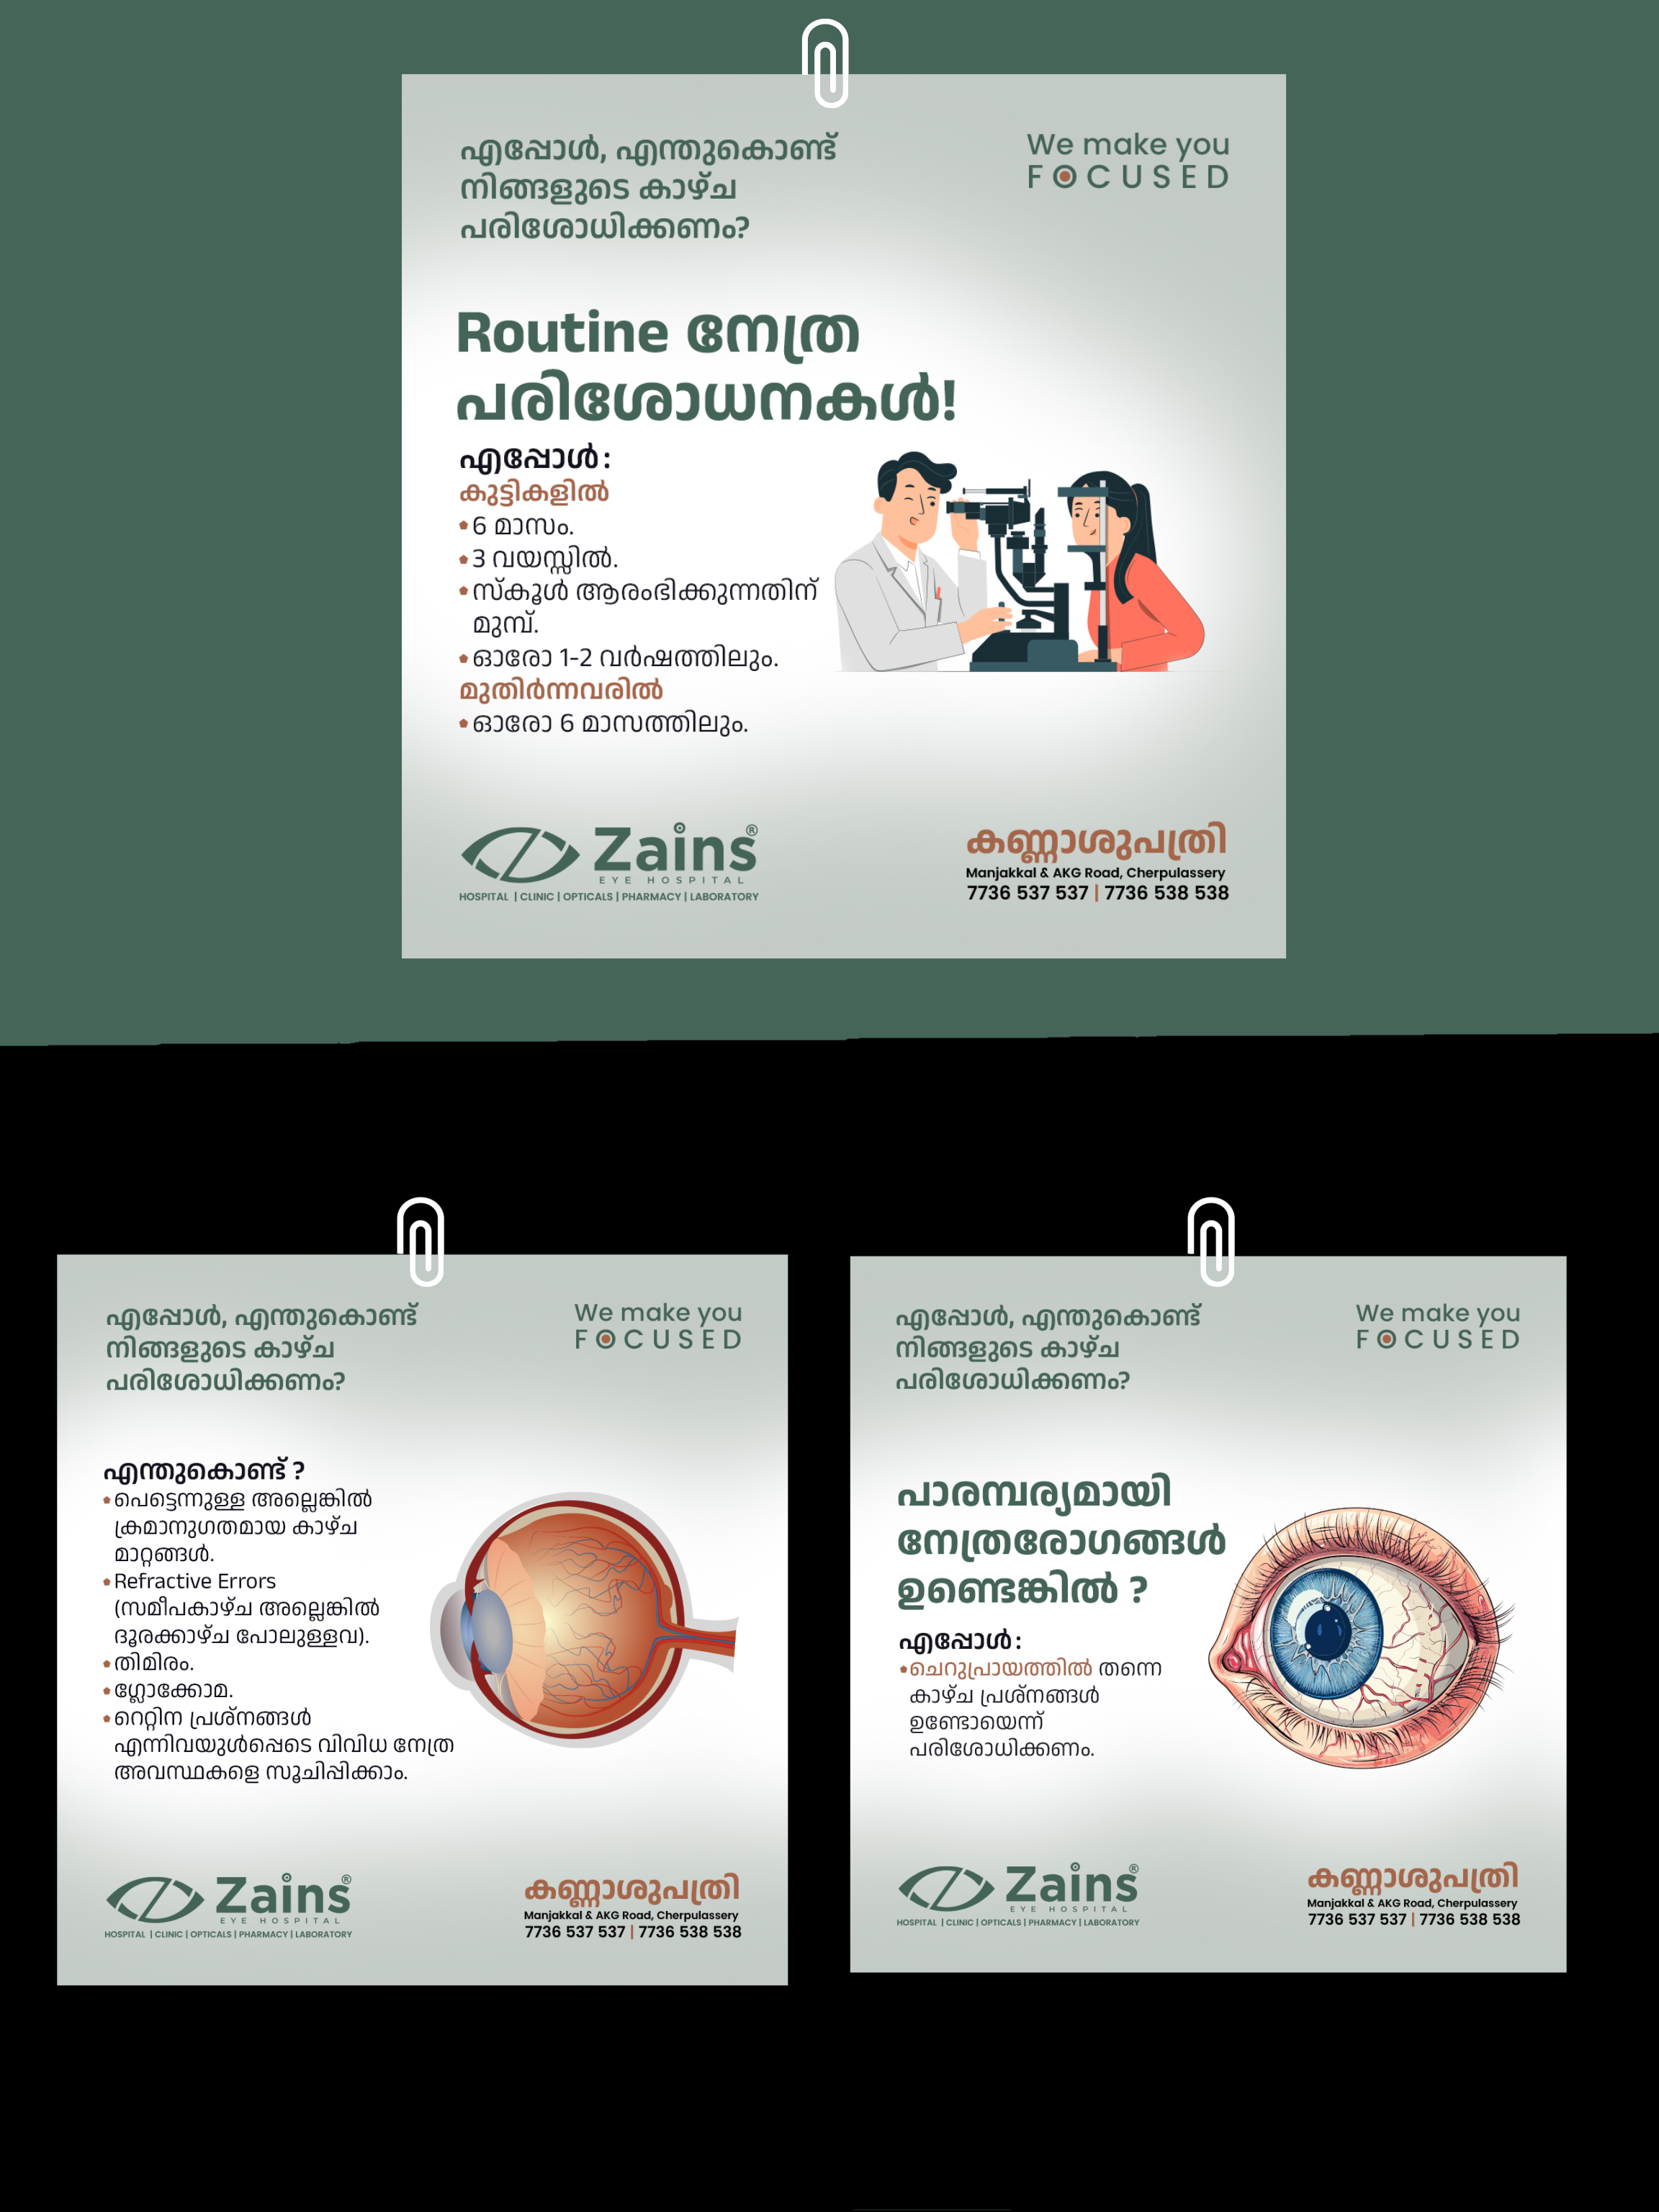 എപ്പോൾ, എന്തുകൊണ്ട്
നിങ്ങളുടെ കാഴ്ച
പരിശോധിക്കണം?
We make you
FOCUSED
Routine നേത്ര
പരിശോധനകൾ!
എപ്പോൾ :
കുട്ടികളിൽ
6 മാസം.
3 വയസ്സിൽ.
സ്കൂൾ ആരംഭിക്കുന്നതിന്
മുമ്പ്.
ഓരോ 1-2 വർഷത്തിലും.
മുതിർന്നവരിൽ
ഓരോ 6 മാസത്തിലും.
Zains®
EYE HOSPITAL
HOSPITAL | CLINIC | OPTICALS | PHARMACY | LABORATORY
കണ്ണാശുപത്രി
Manjakkal & AKG Road, Cherpulassery
7736 537 537 | 7736 538 538
എപ്പോൾ, എന്തുകൊണ്ട്
നിങ്ങളുടെ കാഴ്ച
പരിശോധിക്കണം?
We make you
FOCUSED
എന്തുകൊണ്ട് ?
പെട്ടെന്നുള്ള അല്ലെങ്കിൽ
ക്രമാനുഗതമായ കാഴ്ച
മാറ്റങ്ങൾ.
Refractive Errors
(സമീപകാഴ്ച അല്ലെങ്കിൽ
ദൂരക്കാഴ്ച പോലുള്ളവ).
തിമിരം.
ഗ്ലോക്കോമ.
റെറ്റിന പ്രശ്നങ്ങൾ
എന്നിവയുൾപ്പെടെ വിവിധ നേത്ര
അവസ്ഥകളെ സൂചിപ്പിക്കാം.
Zains®
EYE HOSPITAL
HOSPITAL | CLINIC | OPTICALS | PHARMACY | LABORATORY
കണ്ണാശുപത്രി
Manjakkal & AKG Road, Cherpulassery
7736 537 537 | 7736 538 538
എപ്പോൾ, എന്തുകൊണ്ട്
നിങ്ങളുടെ കാഴ്ച
പരിശോധിക്കണം?
We make you
FOCUSED
പാരമ്പര്യമായി
നേത്രരോഗങ്ങൾ
ഉണ്ടെങ്കിൽ ?
എപ്പോൾ :
ചെറുപ്രായത്തിൽ തന്നെ
കാഴ്ച പ്രശ്നങ്ങൾ
ഉണ്ടോയെന്ന്
പരിശോധിക്കണം.
Zains®
EYE HOSPITAL
HOSPITAL | CLINIC | OPTICALS | PHARMACY | LABORATORY
കണ്ണാശുപത്രി
Manjakkal & AKG Road, Cherpulassery
7736 537 537 | 7736 538 538